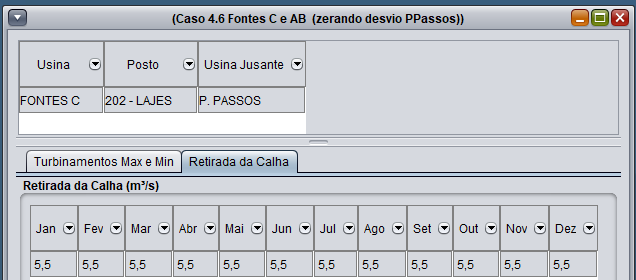 (Caso 4.6 Fontes C e AB (zerando desvio PPassos))
Usina Posto Usina Jusante
FONTES C 202 - LAJES P. PASSOS
Turbinamentos Max e Min Retirada da Calha
Retirada da Calha (m³/s)
Jan Fev Mar Abr Mai Jun Jul Ago Set Out Nov Dez
5,5 5,5 5,5 5,5 5,5 5,5 5,5 5,5 5,5 5,5 5,5 5,5